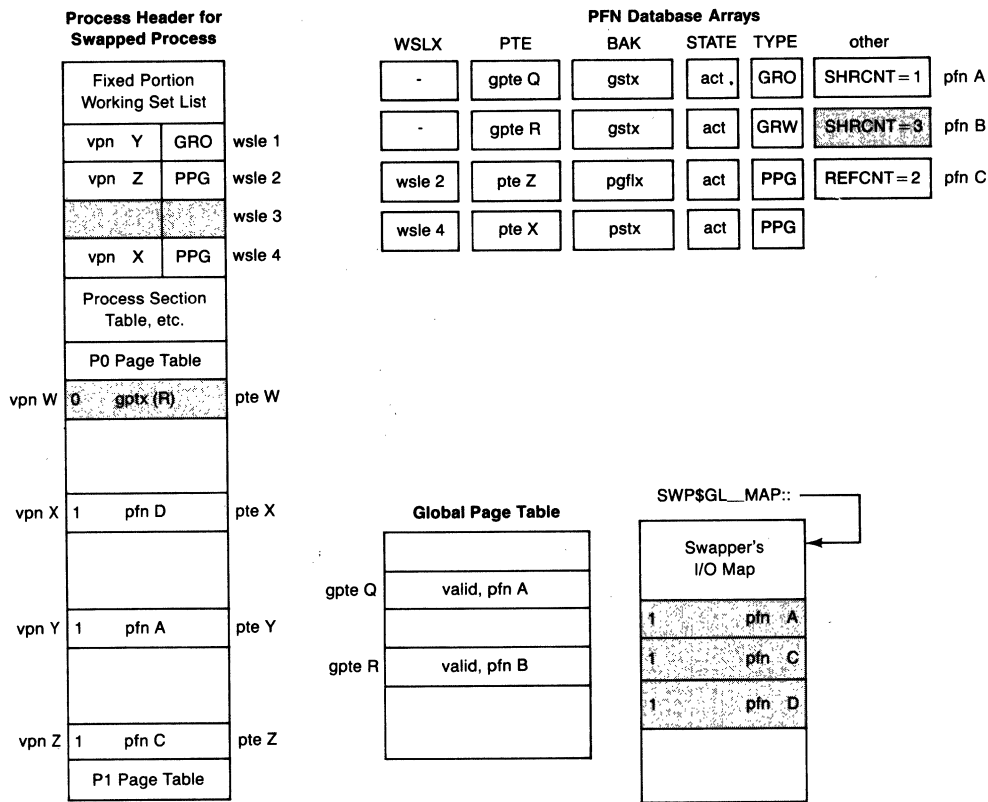 Process Header for
Swapped Process
Fixed Portion
Working Set List
vpn Y GRO wsle 1
vpn Z PPG wsle 2
wsle 3
vpn X PPG wsle 4
Process Section
Table, etc.
P0 Page Table
vpn W 0 gptx (R) pte W
vpn X 1 pfn D pte X
vpn Y 1 pfn A pte Y
vpn Z 1 pfn C pte Z
P1 Page Table
PFN Database Arrays
WSLX PTE BAK STATE TYPE other
- gpte Q gstx act . GRO SHRCNT = 1 pfn A
- gpte R gstx act GRW SHRCNT = 3 pfn B
wsle 2 pte Z pgflx act PPG REFCNT = 2 pfn C
wsle 4 pte X pstx act PPG
Global Page Table
gpte Q valid, pfn A
gpte R valid, pfn B
SWP$GL__MAP::
Swapper's
I/O Map
1 pfn A
1 pfn C
1 pfn D